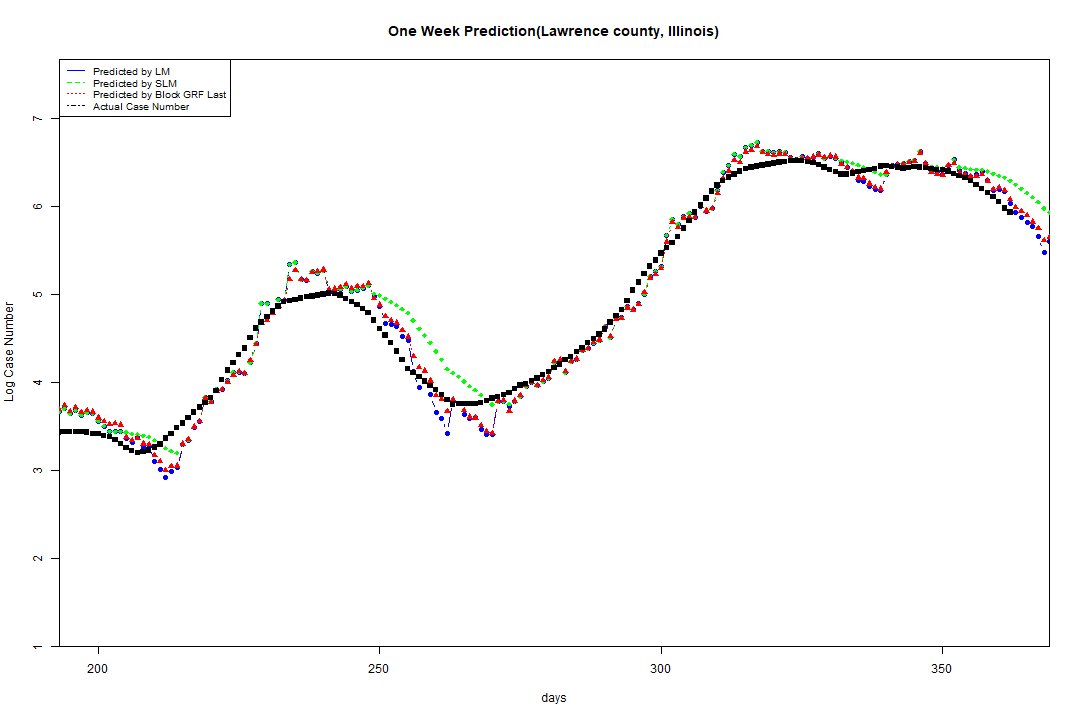 One Week Prediction(Lawrence county, Illinois)
Predicted by LM
Predicted by SLM
Predicted by Block GRF Last
Actual Case Number
7
6
5
4
3
2
1
Log Case Number
200 250 300 350
days